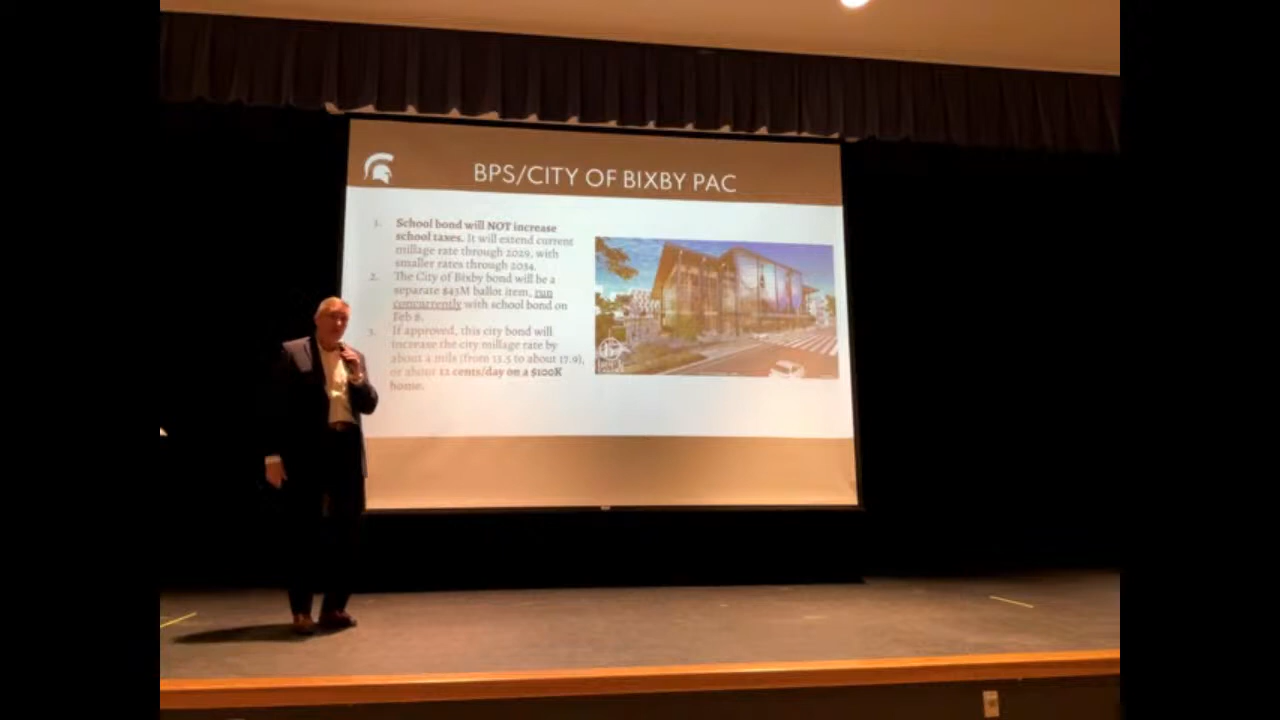 BPS/CITY OF BIXBY PAC
1. School bond will NOT increase
school taxes. It will extend current
millage rate through 2029, with
smaller rates through 2034.
2. The City of Bixby bond will be a
separate $43M ballot item, run
concurrently with school bond on
Feb 8.
3. If approved, this city bond will
increase the city millage rate by
about 4 mils (from 13.5 to about 17.9),
or about 12 cents/day on a $100K
home.